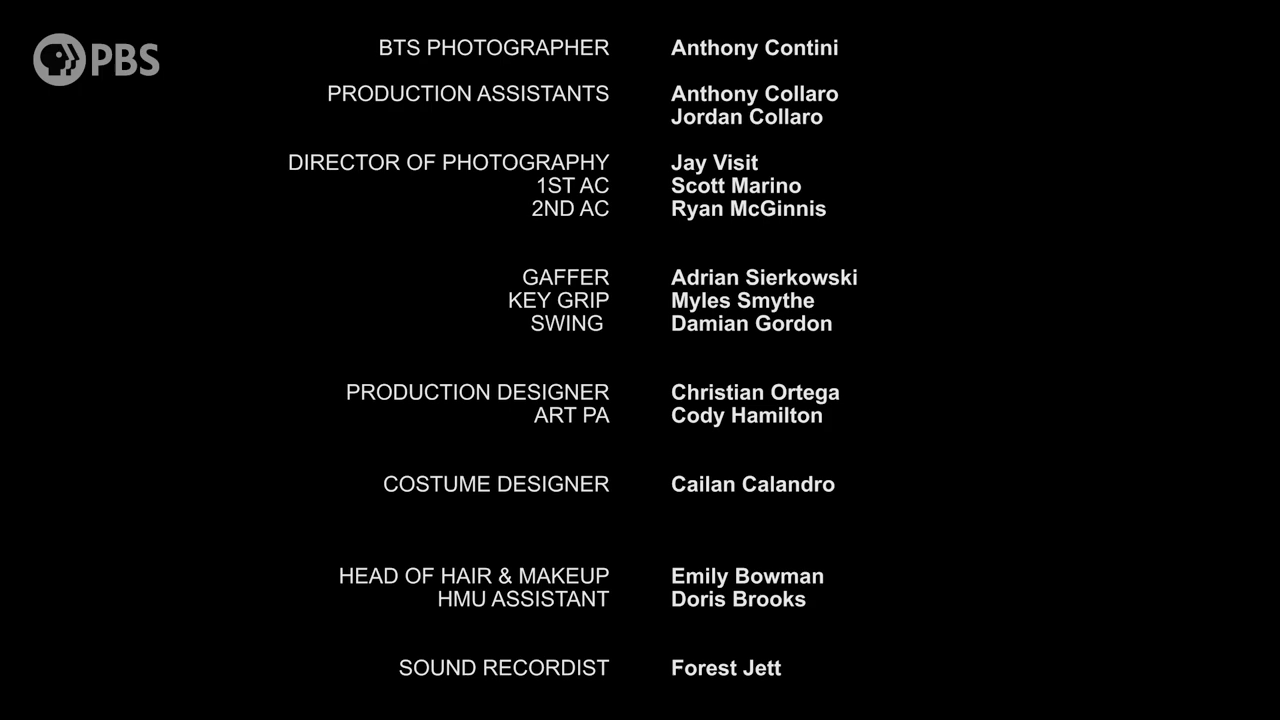 PBS
BTS PHOTOGRAPHER Anthony Contini
PRODUCTION ASSISTANTS Anthony Collaro
Jordan Collaro
DIRECTOR OF PHOTOGRAPHY Jay Visit
1ST AC Scott Marino
2ND AC Ryan McGinnis
GAFFER Adrian Sierkowski
KEY GRIP Myles Smythe
SWING Damian Gordon
PRODUCTION DESIGNER Christian Ortega
ART PA Cody Hamilton
COSTUME DESIGNER Cailan Calandro
HEAD OF HAIR & MAKEUP Emily Bowman
HMU ASSISTANT Doris Brooks
SOUND RECORDIST Forest Jett